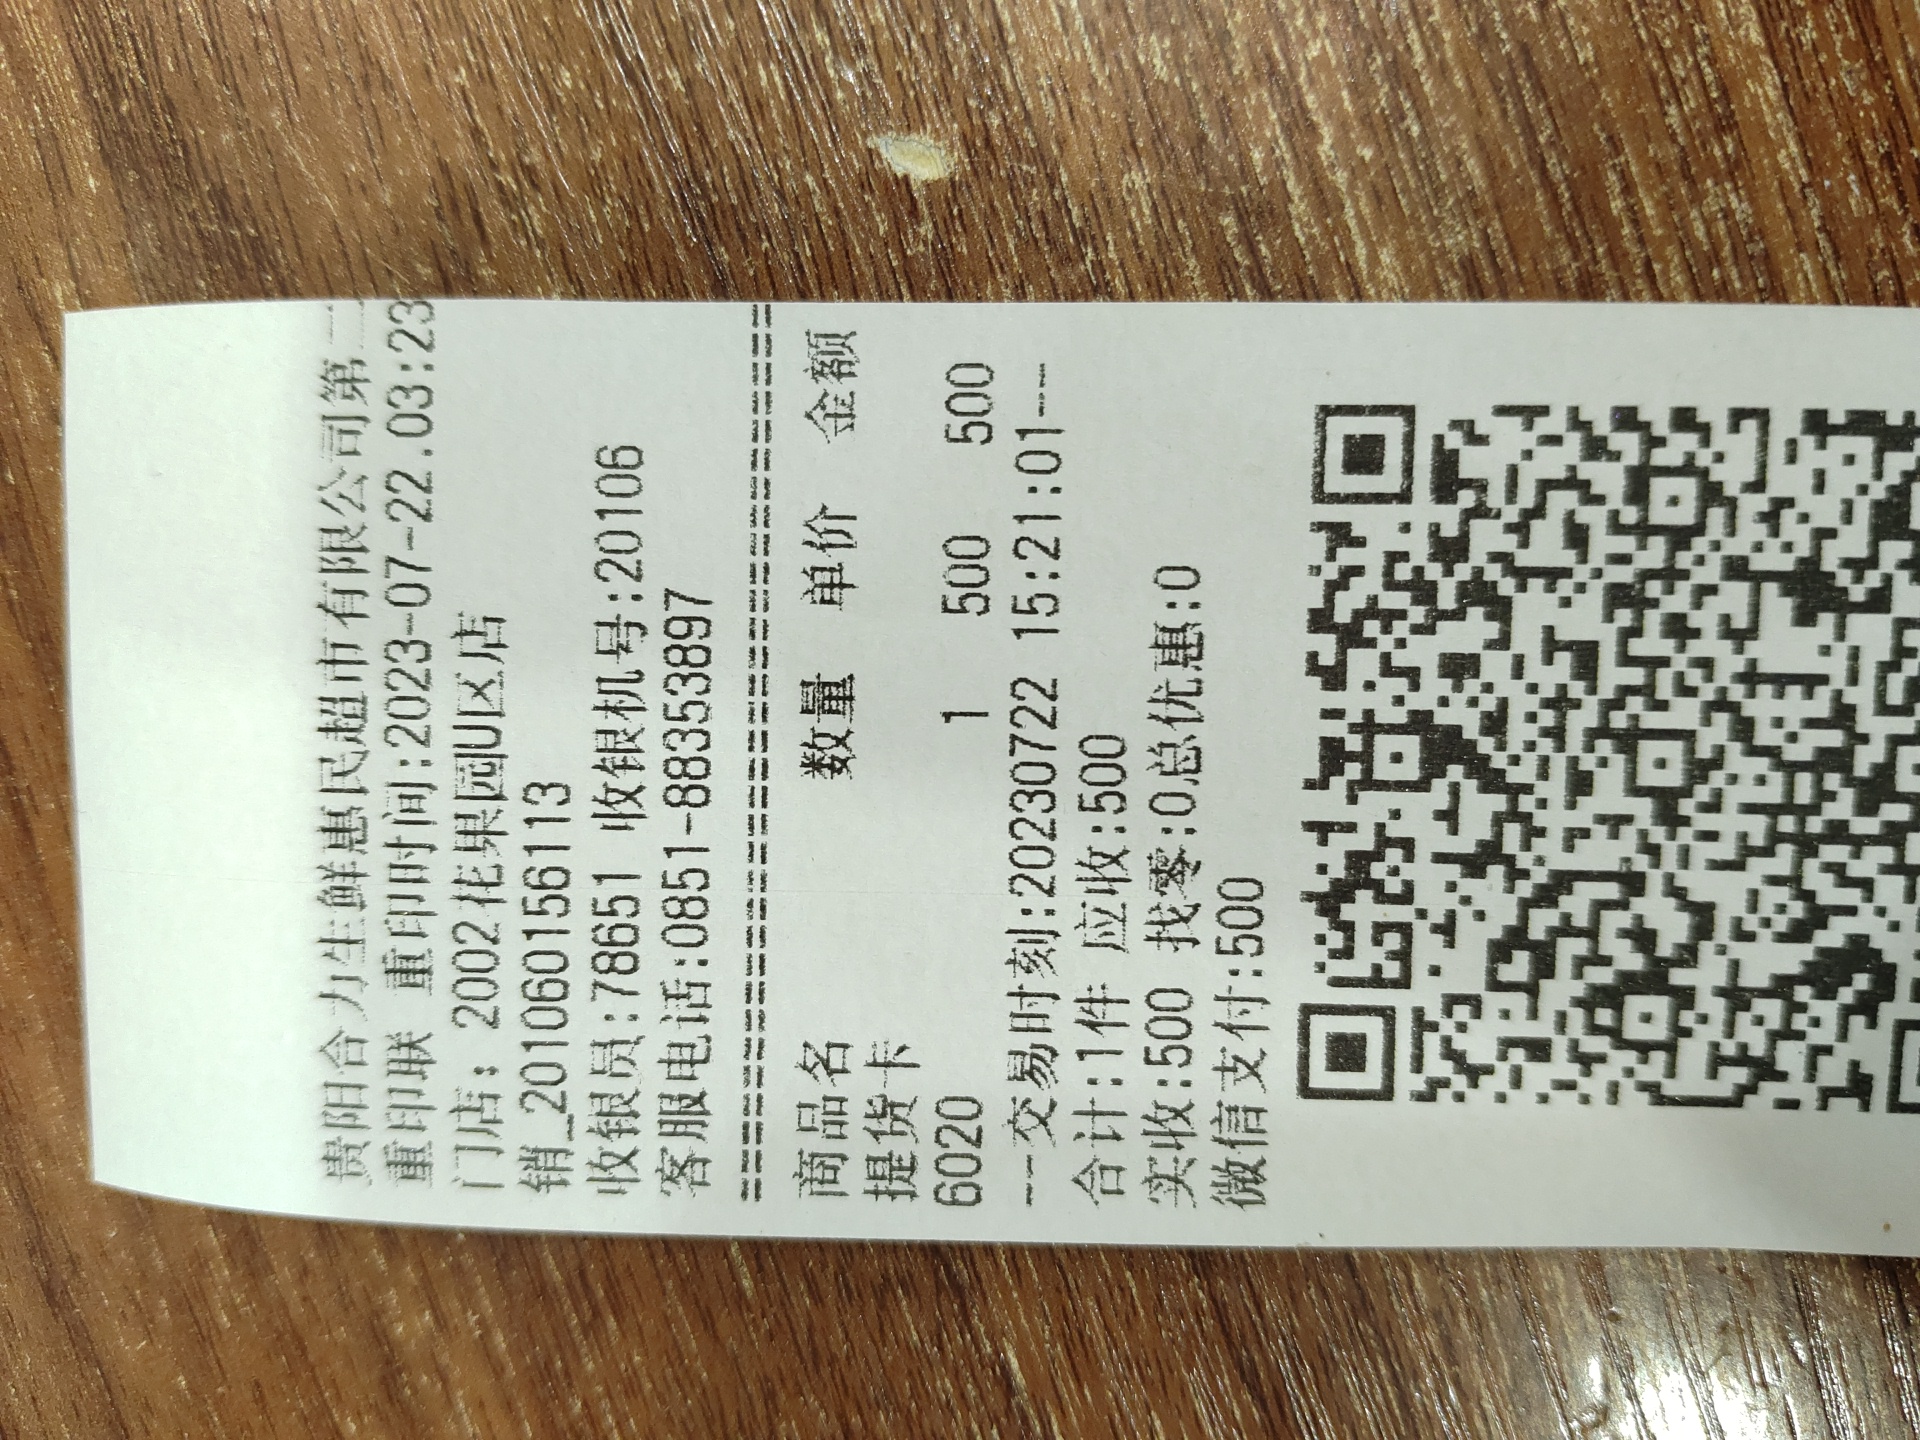 贵阳合力生鲜惠民超市有限公司第二
重印联 重印时间:2023-07-22.03:23
门店: 2002花果园U区店
销_201060156113
收银员:78651 收银机号:20106
客服电话:0851-88353897
商品名 数量 单价 金额
提货卡
6020 1 500 500
--交易时刻:20230722 15:21:01--
合计:1件 应收:500
实收:500 找零:0总优惠:0
微信支付:500